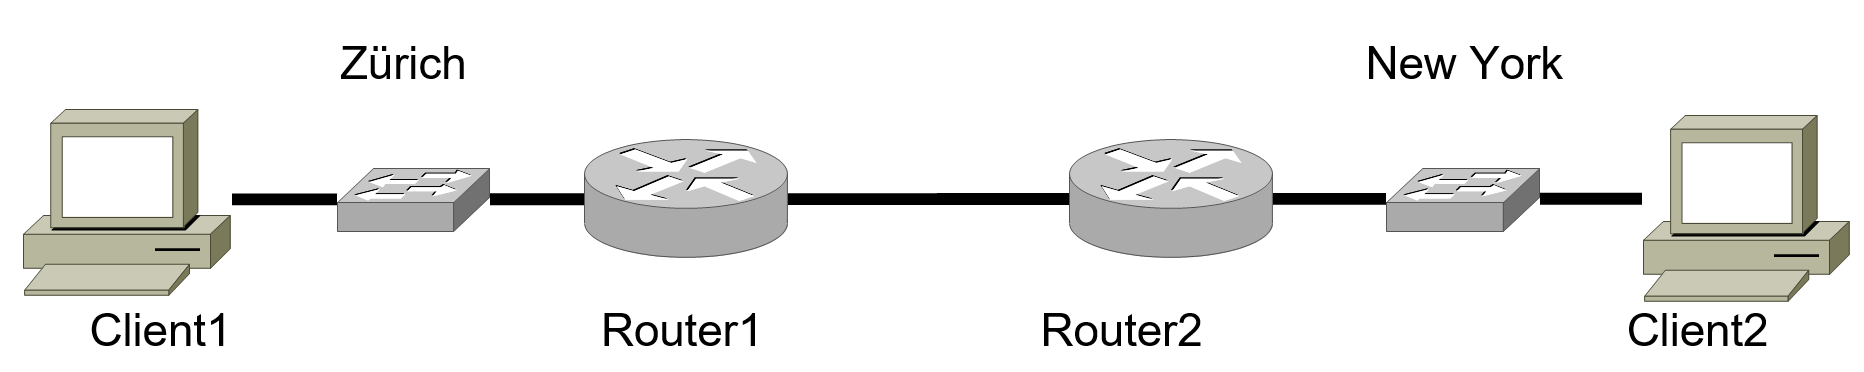 Zürich
New York
Client1
Router1
Router2
Client2